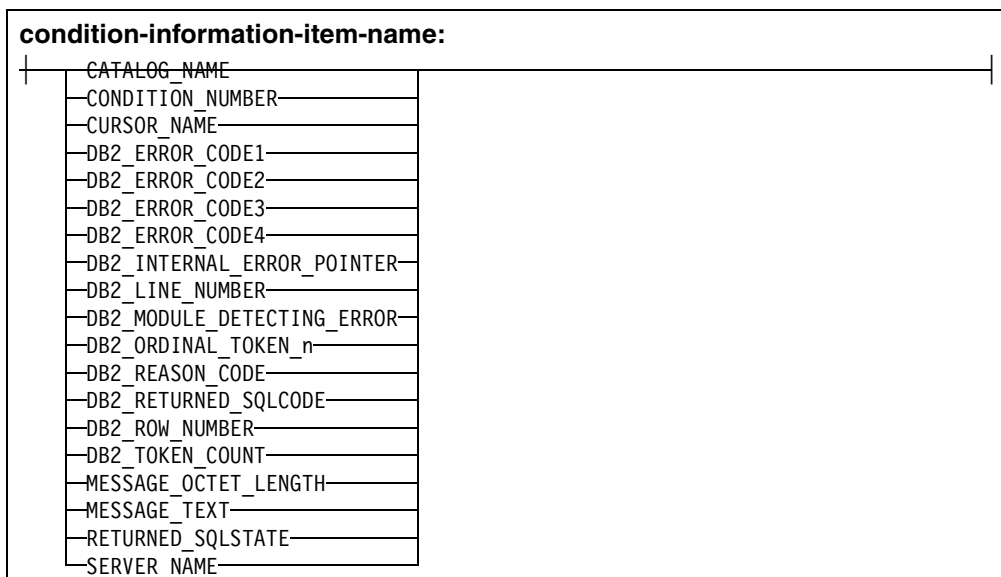 condition-information-item-name:
CATALOG_NAME
CONDITION_NUMBER
CURSOR_NAME
DB2_ERROR_CODE1
DB2_ERROR_CODE2
DB2_ERROR_CODE3
DB2_ERROR_CODE4
DB2_INTERNAL_ERROR_POINTER
DB2_LINE_NUMBER
DB2_MODULE_DETECTING_ERROR
DB2_ORDINAL_TOKEN_n
DB2_REASON_CODE
DB2_RETURNED_SQLCODE
DB2_ROW_NUMBER
DB2_TOKEN_COUNT
MESSAGE_OCTET_LENGTH
MESSAGE_TEXT
RETURNED_SQLSTATE
SERVER_NAME